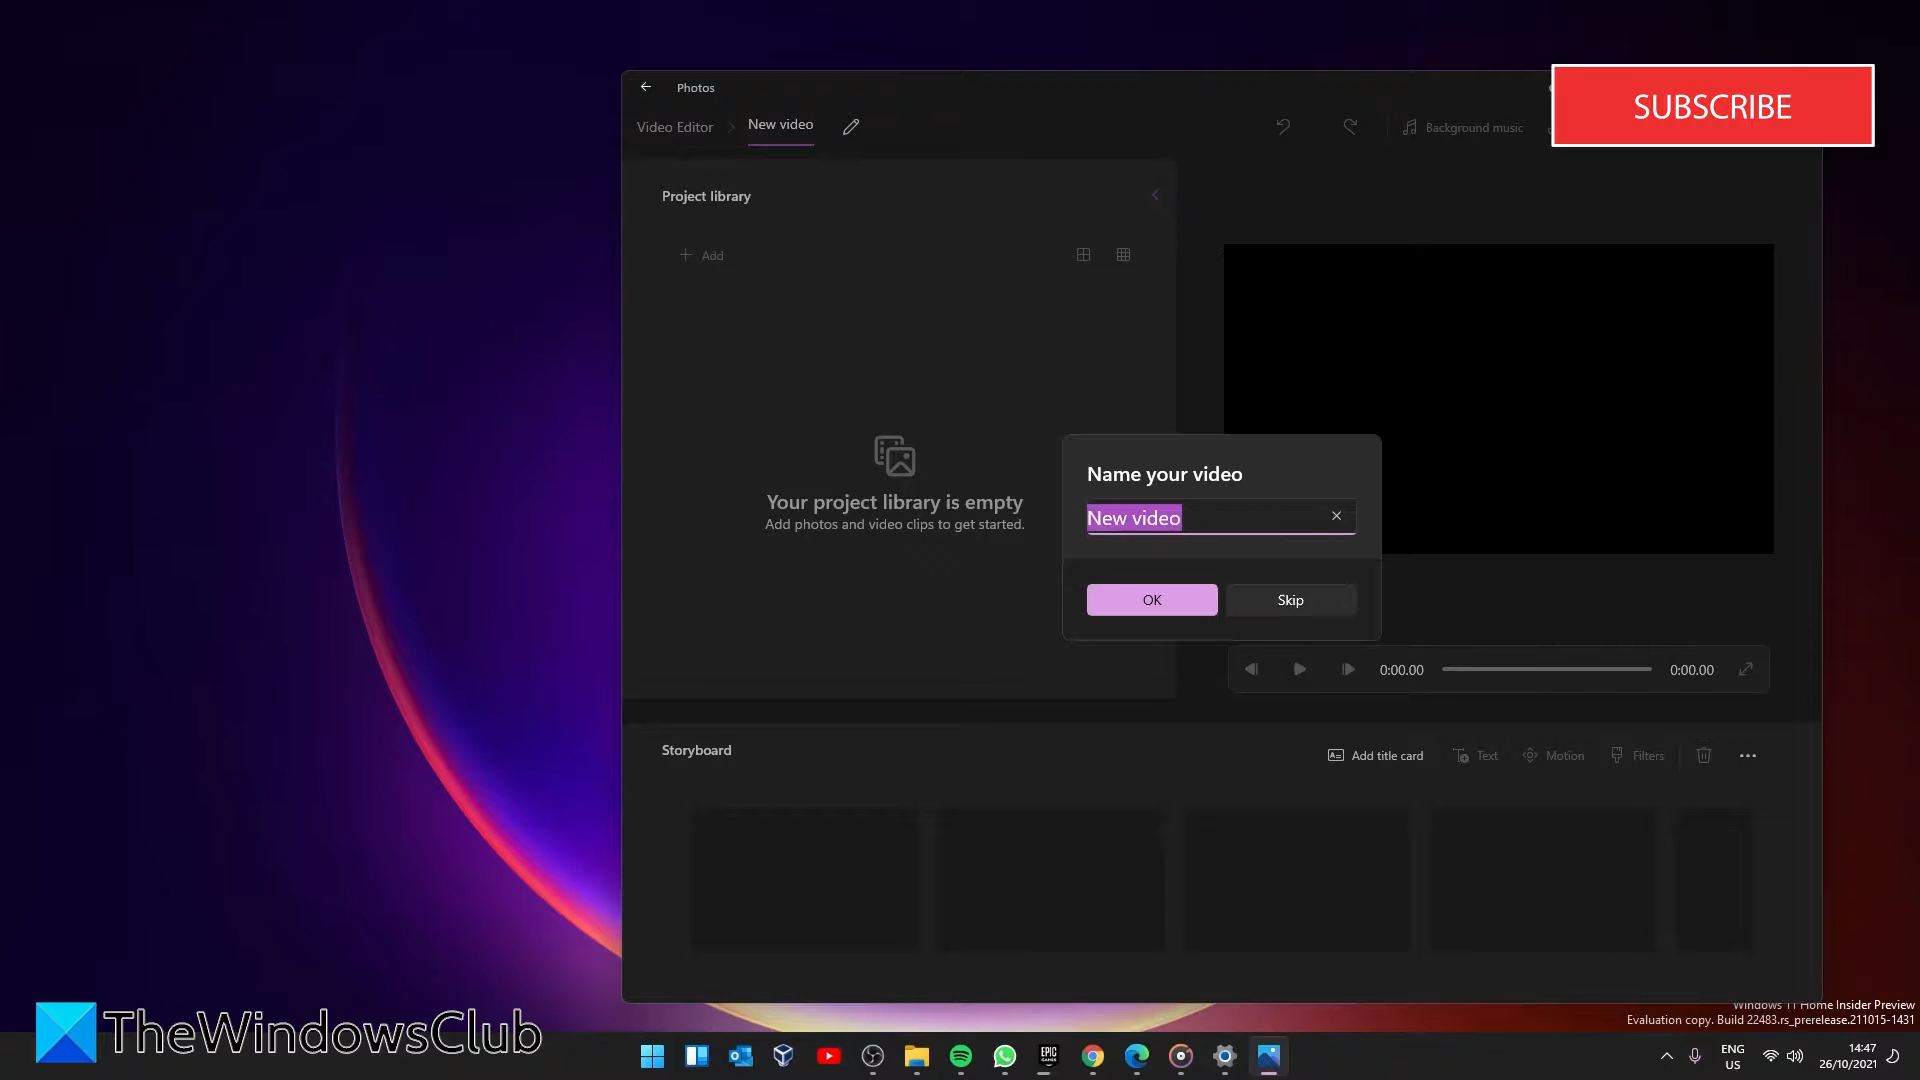 Photos
SUBSCRIBE
Video Editor
New video
Background music
Project library
Add
Your project library is empty
Add photos and video clips to get started.
Name your video
New video
OK
Skip
0:00.00
0:00.00
Storyboard
Add title card
Text
Motion
Filters
Windows 11 Home Insider Preview
Evaluation copy. Build 22483.rs_prerelease.211015-1431
TheWindowsClub
EPIC
GAMES
ENG
US
14:47
26/10/2021